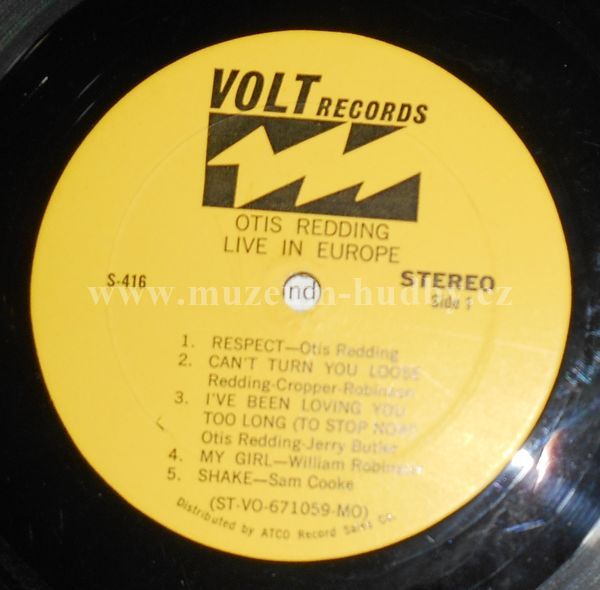 VOLT RECORDS
OTIS REDDING
LIVE IN EUROPE
S-416
STEREO
Side 1
www.muzeum-hudby.cz
nd
1. RESPECT—Otis Redding
2. CAN'T TURN YOU LOOSE
Redding-Cropper-Robinson
3. I'VE BEEN LOVING YOU
TOO LONG (TO STOP NOW)
Otis Redding-Jerry Butler
4. MY GIRL—William Robinson
5. SHAKE—Sam Cooke
(ST-VO-671059-MO)
Distributed by ATCO Record Sales Co.